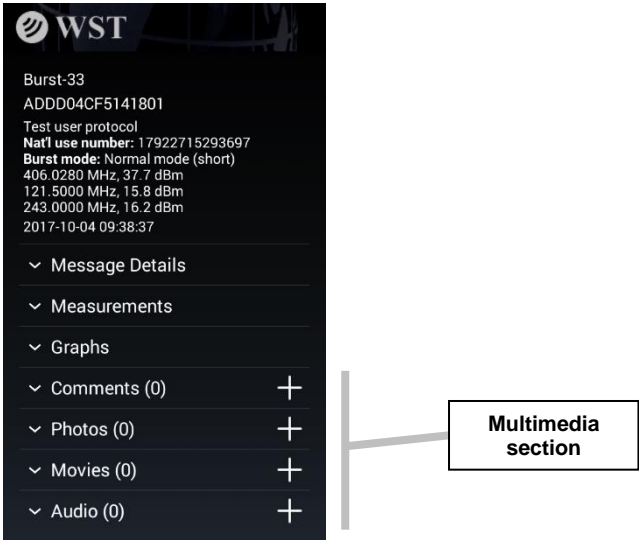 WST
Burst-33
ADDD04CF5141801
Test user protocol
Nat'l use number: 17922715293697
Burst mode: Normal mode (short)
406.0280 MHz, 37.7 dBm
121.5000 MHz, 15.8 dBm
243.0000 MHz, 16.2 dBm
2017-10-04 09:38:37
Message Details
Measurements
Graphs
Comments (0)
Photos (0)
Movies (0)
Audio (0)
Multimedia
section